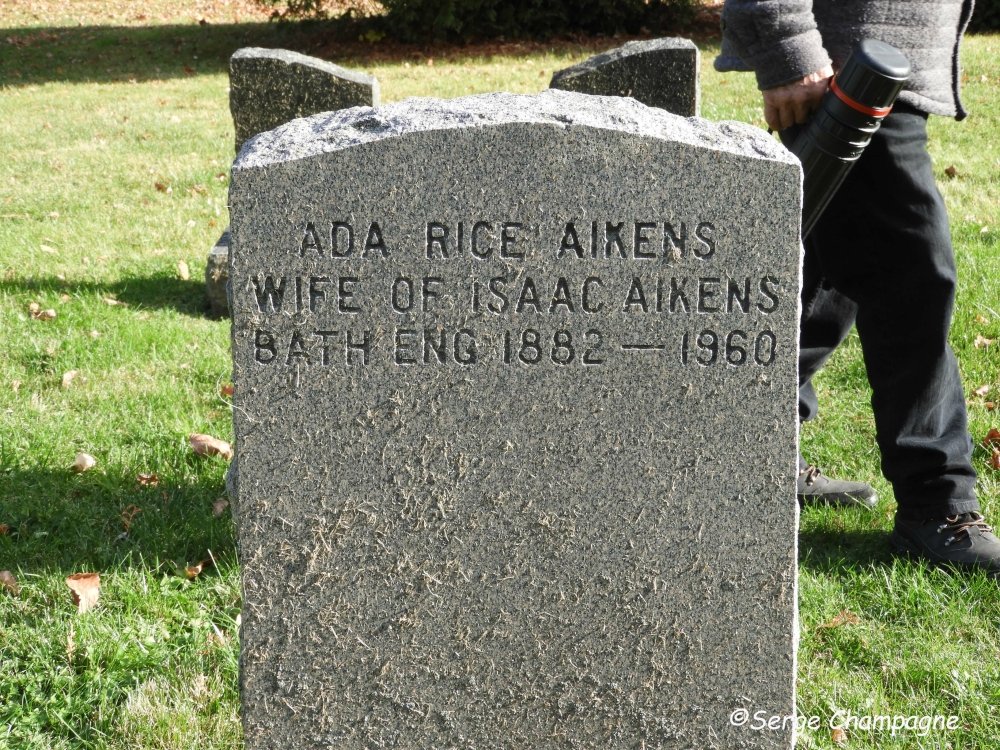 ADA RICE AIKENS
WIFE OF ISAAC AIKENS
BATH ENG 1882 — 1960
©Serge Champagne